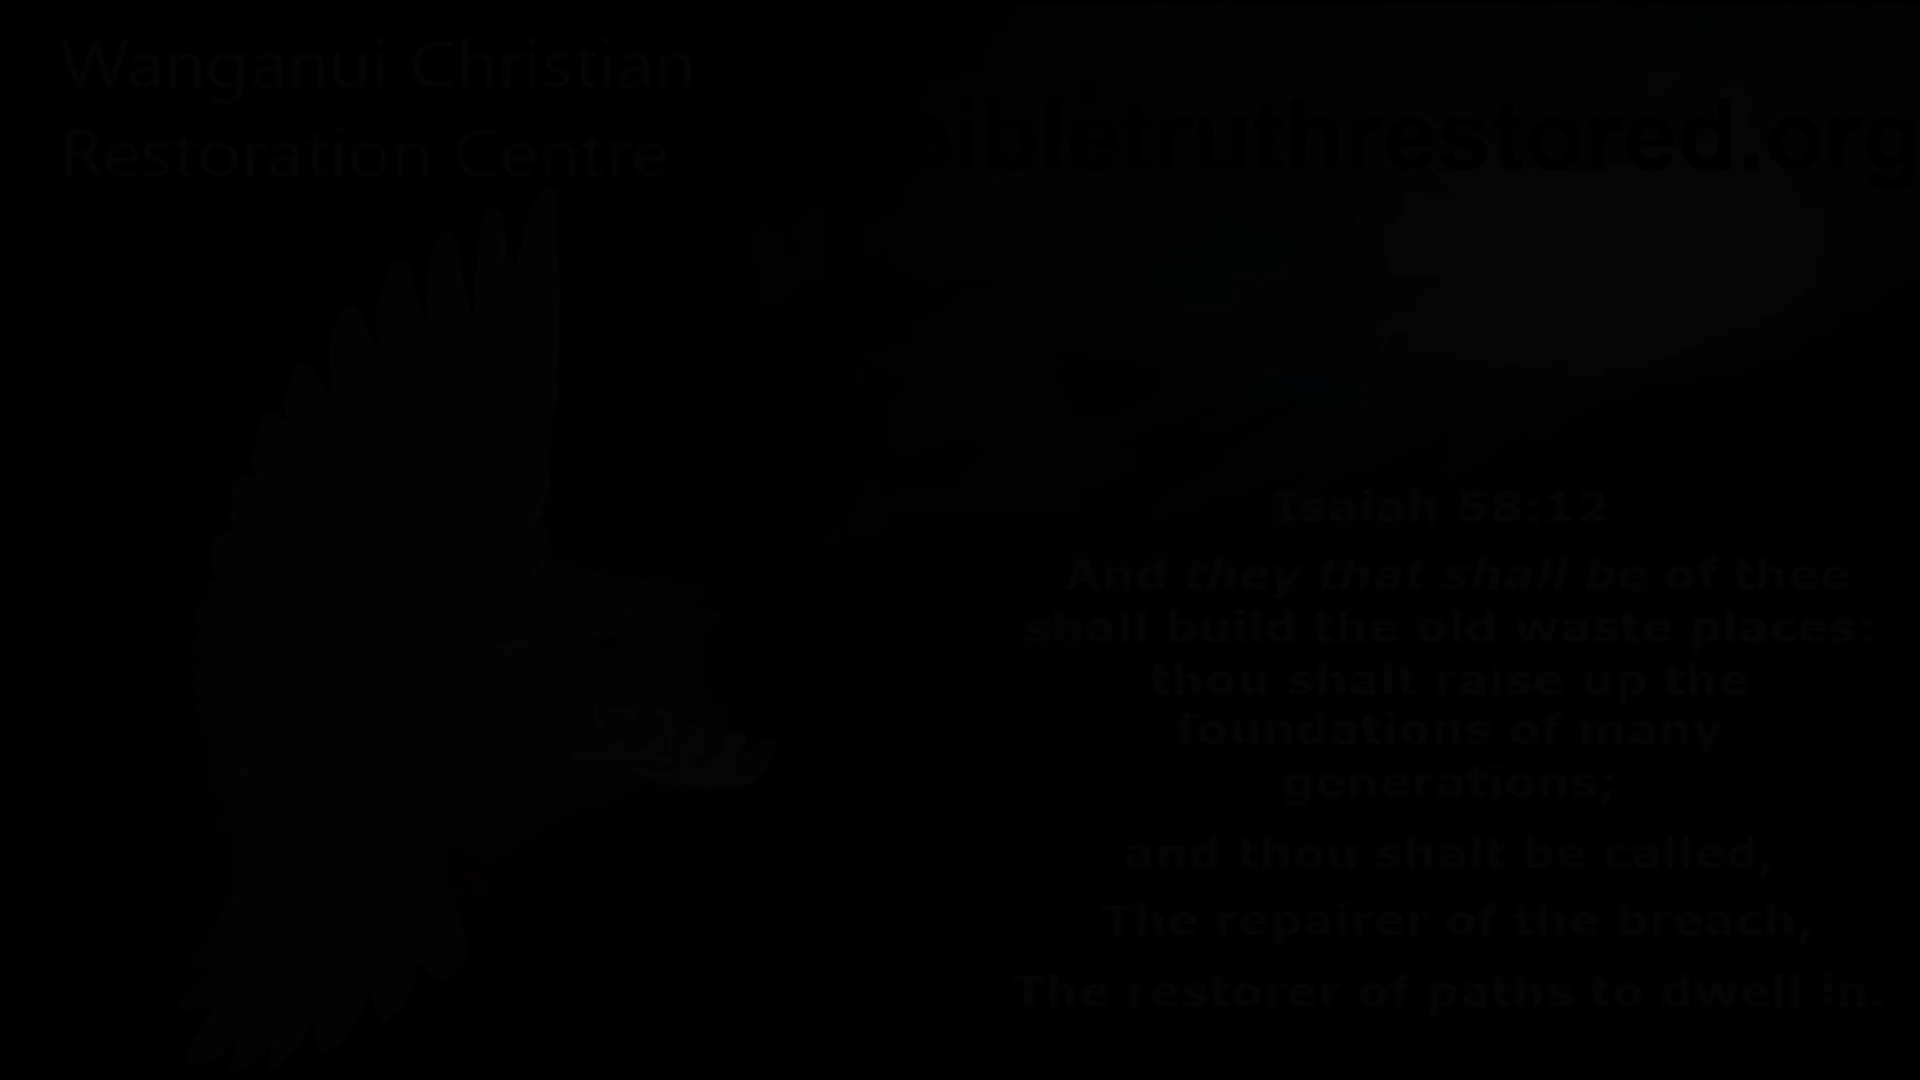 Wanganui Christian
Restoration Centre
bibletruthrestored.org
Isaiah 58:12
And they that shall be of thee
shall build the old waste places:
thou shalt raise up the
foundations of many
generations;
and thou shalt be called,
The repairer of the breach,
The restorer of paths to dwell in.